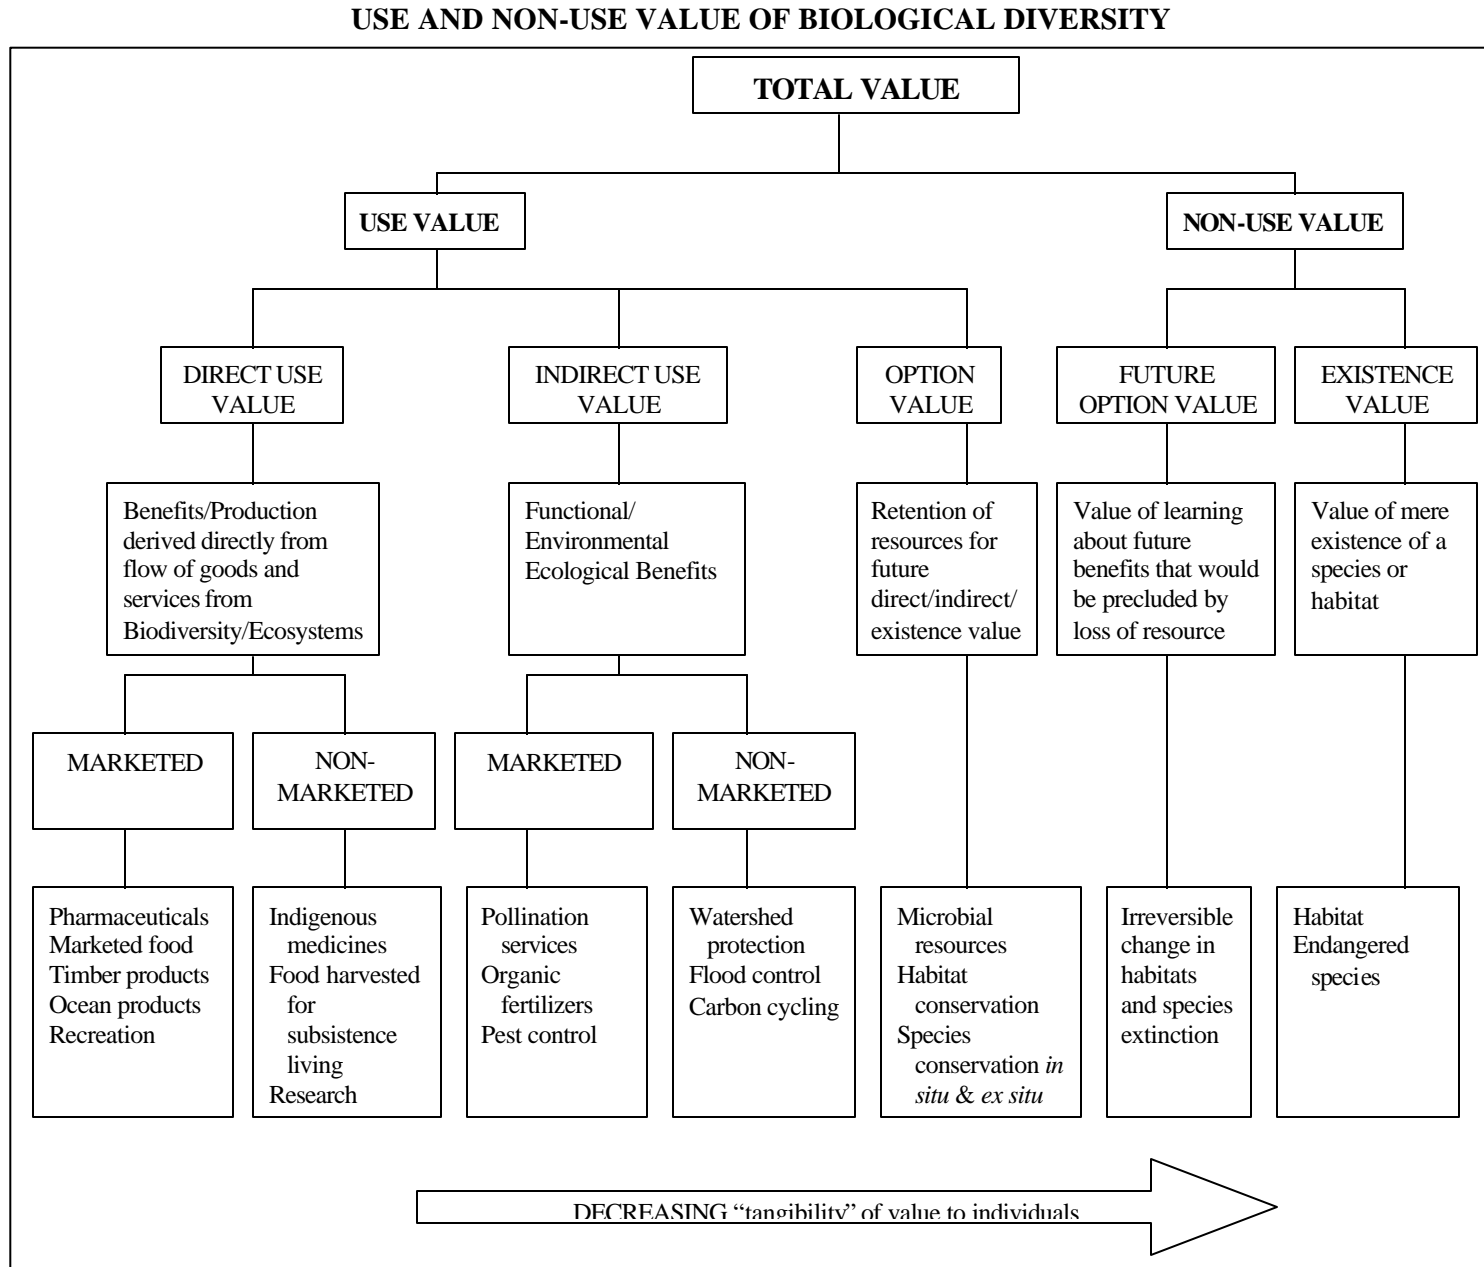 USE AND NON-USE VALUE OF BIOLOGICAL DIVERSITY
TOTAL VALUE
USE VALUE
NON-USE VALUE
DIRECT USE
VALUE
INDIRECT USE
VALUE
OPTION
VALUE
FUTURE
OPTION VALUE
EXISTENCE
VALUE
Benefits/Production
derived directly from
flow of goods and
services from
Biodiversity/Ecosystems
Functional/
Environmental
Ecological Benefits
Retention of
resources for
future
direct/indirect/
existence value
Value of learning
about future
benefits that would
be precluded by
loss of resource
Value of mere
existence of a
species or
habitat
MARKETED
NON-
MARKETED
MARKETED
NON-
MARKETED
Pharmaceuticals
Marketed food
Timber products
Ocean products
Recreation
Indigenous
medicines
Food harvested
for
subsistence
living
Research
Pollination
services
Organic
fertilizers
Pest control
Watershed
protection
Flood control
Carbon cycling
Microbial
resources
Habitat
conservation
Species
conservation in
situ & ex situ
Irreversible
change in
habitats
and species
extinction
Habitat
Endangered
species
DECREASING “tangibility” of value to individuals